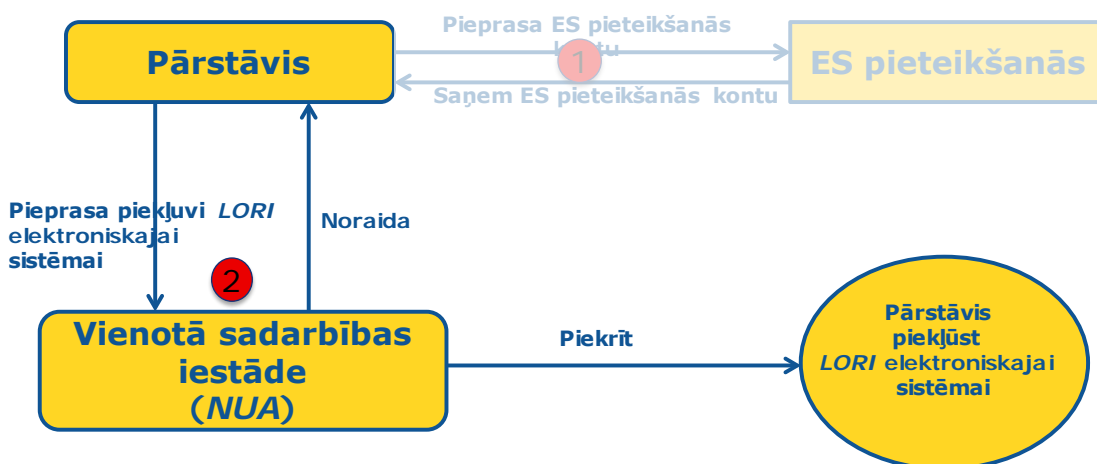 Pieprasa ES pieteikšanās
kontu
Pārstāvis
1
ES pieteikšanās
Saņem ES pieteikšanās kontu
Pieprasa piekļuvi LORI
elektroniskajai
sistēmai
Noraida
2
Vienotā sadarbības
iestāde
(NUA)
Piekrīt
Pārstāvis
piekļūst
LORI elektroniskajai
sistēmai